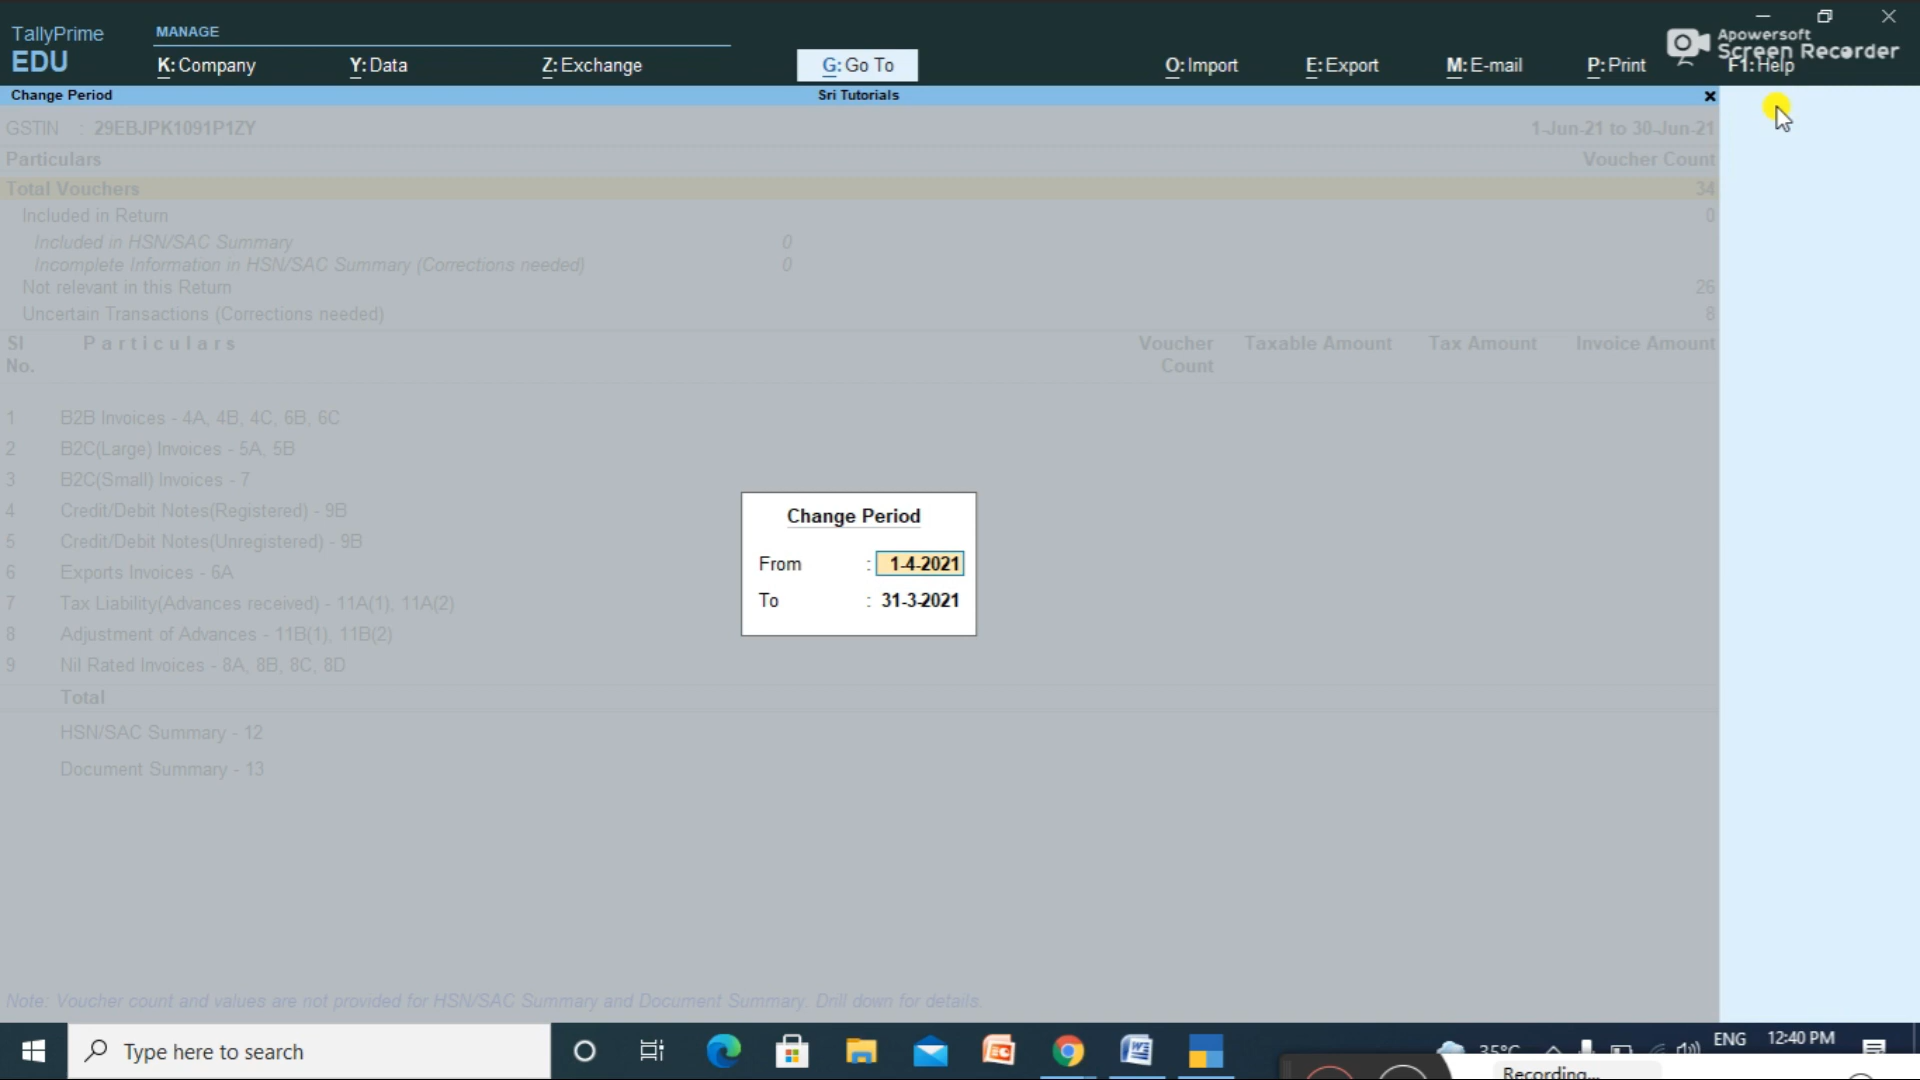 TallyPrime
EDU
MANAGE
K: Company
Y: Data
Z: Exchange
G: Go To
O: Import
E: Export
M: E-mail
P: Print
F1: Help
Apowersoft
Screen Recorder
Change Period
Sri Tutorials
GSTIN : 29EBJPK1091P1ZY
1-Jun-21 to 30-Jun-21
Particulars
Voucher Count
Total Vouchers 34
Included in Return 0
Included in HSN/SAC Summary 0
Incomplete Information in HSN/SAC Summary (Corrections needed) 0
Not relevant in this Return 26
Uncertain Transactions (Corrections needed) 8
Sl No.
Particulars
Voucher Count
Taxable Amount
Tax Amount
Invoice Amount
1 B2B Invoices - 4A, 4B, 4C, 6B, 6C
2 B2C(Large) Invoices - 5A, 5B
3 B2C(Small) Invoices - 7
4 Credit/Debit Notes(Registered) - 9B
5 Credit/Debit Notes(Unregistered) - 9B
6 Exports Invoices - 6A
7 Tax Liability(Advances received) - 11A(1), 11A(2)
8 Adjustment of Advances - 11B(1), 11B(2)
9 Nil Rated Invoices - 8A, 8B, 8C, 8D
Total
HSN/SAC Summary - 12
Document Summary - 13
Change Period
From : 1-4-2021
To : 31-3-2021
Note: Voucher count and values are not provided for HSN/SAC Summary and Document Summary. Drill down for details.
Type here to search
35°C
ENG
12:40 PM
Recording...